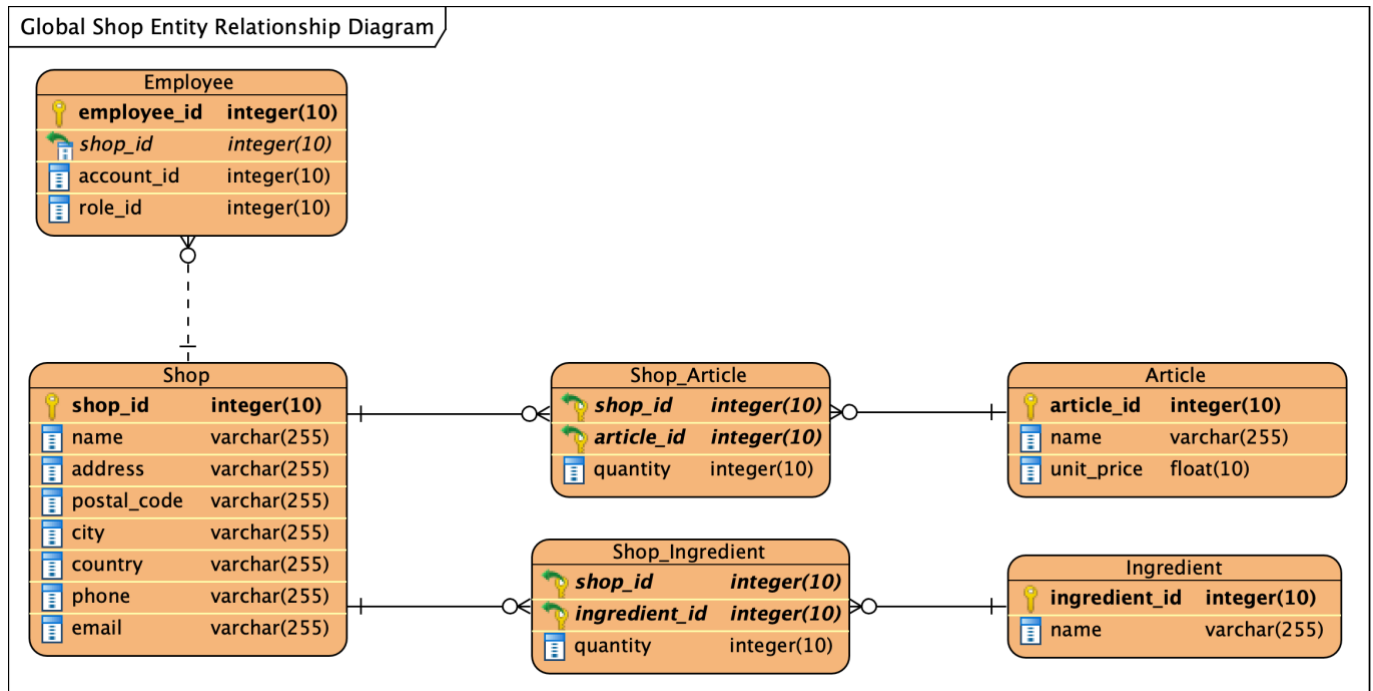 Global Shop Entity Relationship Diagram
Employee
employee_id integer(10)
shop_id integer(10)
account_id integer(10)
role_id integer(10)
Shop
shop_id integer(10)
name varchar(255)
address varchar(255)
postal_code varchar(255)
city varchar(255)
country varchar(255)
phone varchar(255)
email varchar(255)
Shop_Article
shop_id integer(10)
article_id integer(10)
quantity integer(10)
Article
article_id integer(10)
name varchar(255)
unit_price float(10)
Shop_Ingredient
shop_id integer(10)
ingredient_id integer(10)
quantity integer(10)
Ingredient
ingredient_id integer(10)
name varchar(255)